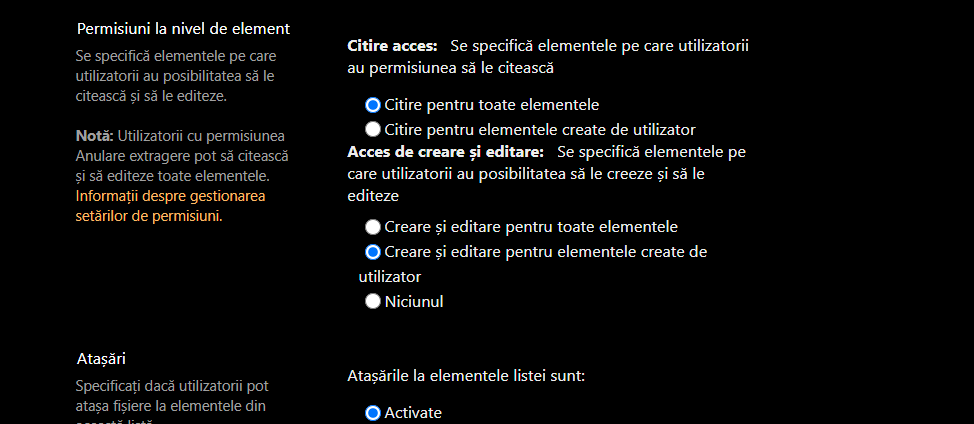 Permisiuni la nivel de element
Se specifică elementele pe care
utilizatorii au posibilitatea să le
citească și să le editeze.
Notă: Utilizatorii cu permisiunea
Anulare extragere pot să citească
și să editeze toate elementele.
Informații despre gestionarea
setărilor de permisiuni.
Citire acces: Se specifică elementele pe care utilizatorii
au permisiunea să le citească
Citire pentru toate elementele
Citire pentru elementele create de utilizator
Acces de creare și editare: Se specifică elementele pe
care utilizatorii au posibilitatea să le creeze și să le
editeze
Creare și editare pentru toate elementele
Creare și editare pentru elementele create de
utilizator
Niciunul
Atașări
Specificați dacă utilizatorii pot
atașa fișiere la elementele din
această listă.
Atașările la elementele listei sunt:
Activate